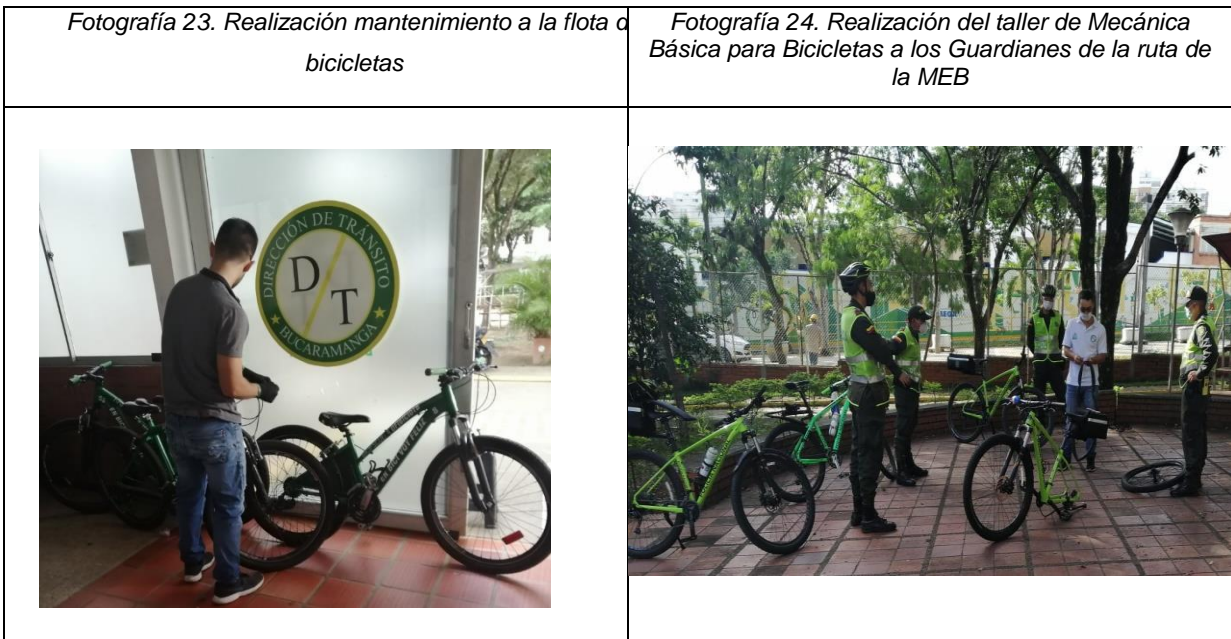 Fotografía 23. Realización mantenimiento a la flota d
bicicletas
Fotografía 24. Realización del taller de Mecánica
Básica para Bicicletas a los Guardianes de la ruta de
la MEB
DIRECCIÓN DE TRÁNSITO
D T
BUCARAMANGA